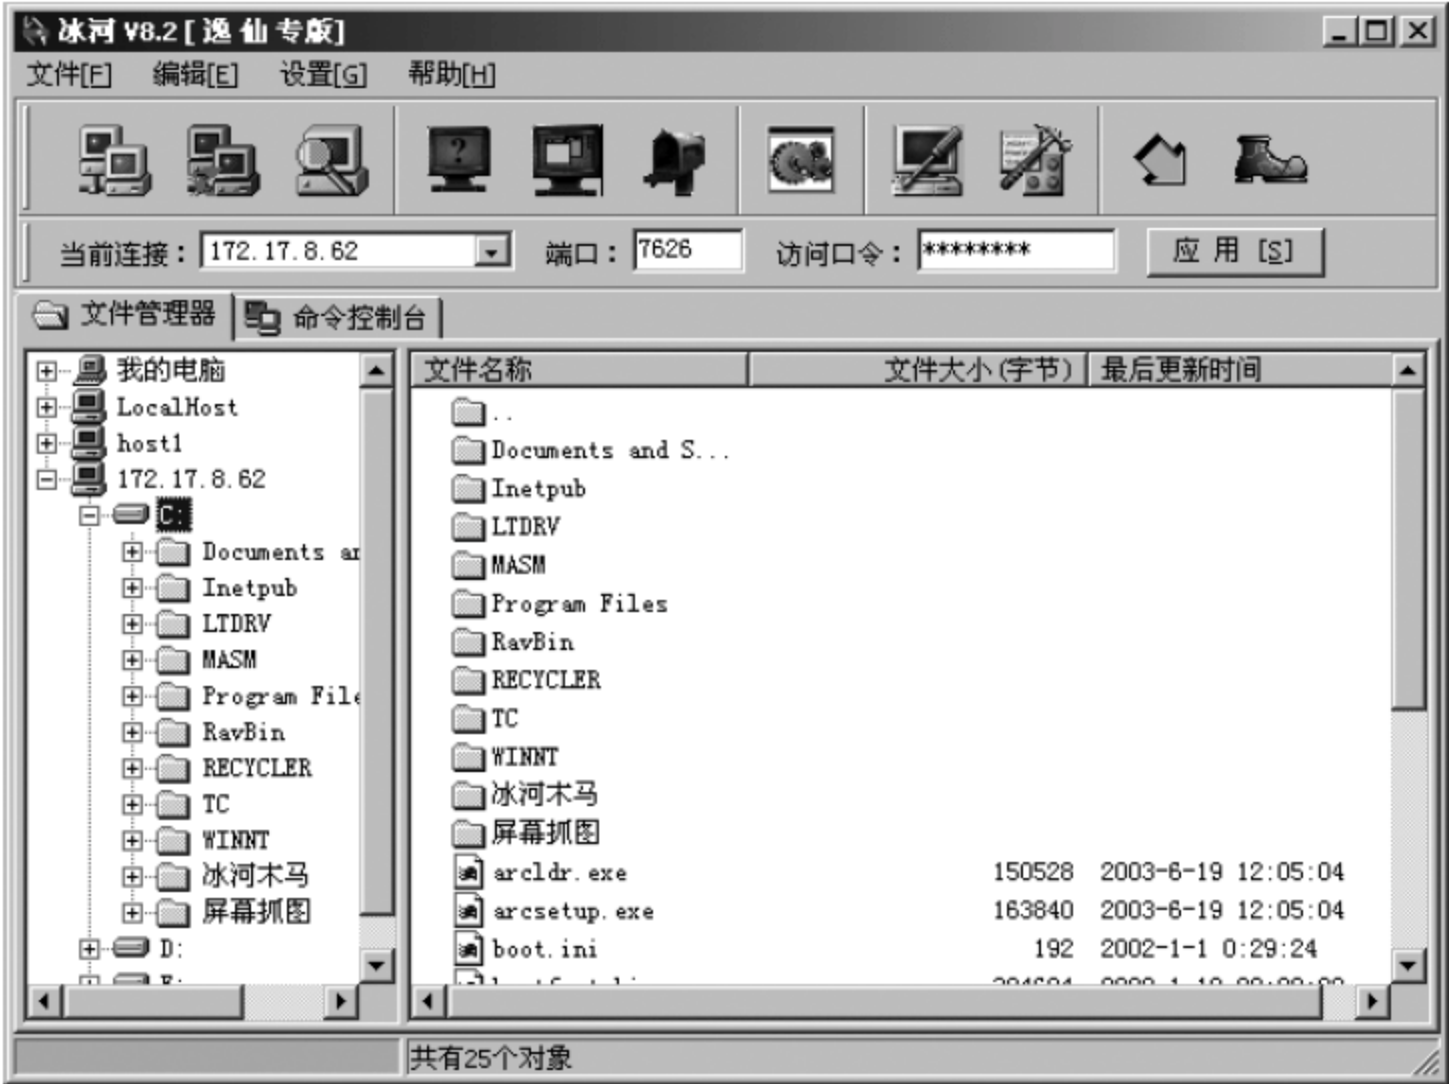 冰河 V8.2 [ 逸 仙 专版]
文件[F] 编辑[E] 设置[G] 帮助[H]
当前连接： 172.17.8.62 端口： 7626 访问口令： ******** 应 用 [S]
文件管理器 命令控制台
我的电脑
LocalHost
host1
172.17.8.62
C:
Documents an
Inetpub
LTDRV
MASM
Program File
RavBin
RECYCLER
TC
WINNT
冰河木马
屏幕抓图
D:
文件名称 文件大小(字节) 最后更新时间
..
Documents and S...
Inetpub
LTDRV
MASM
Program Files
RavBin
RECYCLER
TC
WINNT
冰河木马
屏幕抓图
arcldr.exe 150528 2003-6-19 12:05:04
arcsetup.exe 163840 2003-6-19 12:05:04
boot.ini 192 2002-1-1 0:29:24
共有25个对象